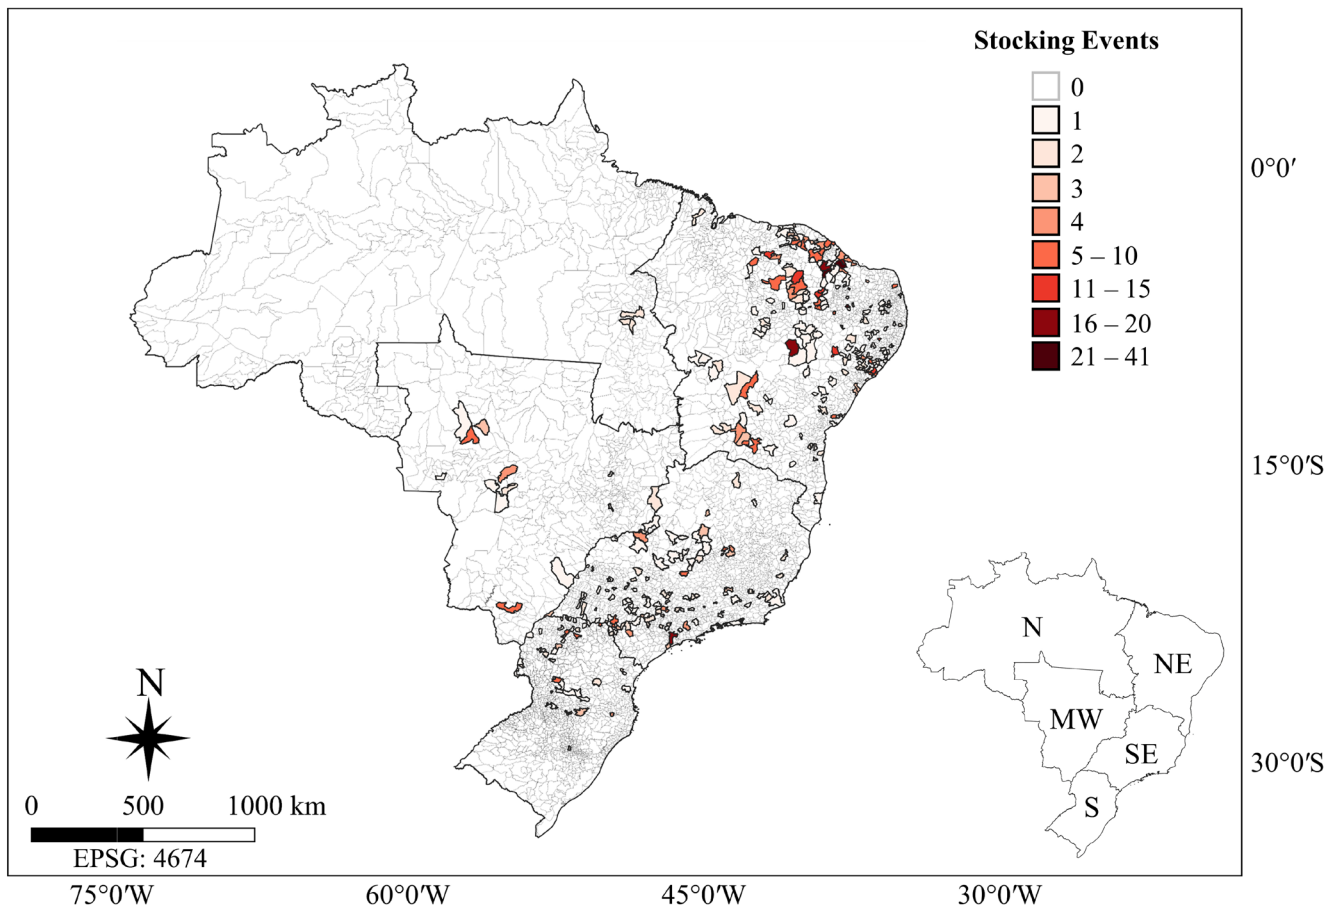 Stocking Events
0
1
2
3
4
5 – 10
11 – 15
16 – 20
21 – 41
0°0′
15°0′S
30°0′S
N
NE
MW
SE
S
N
0 500 1000 km
EPSG: 4674
75°0′W 60°0′W 45°0′W 30°0′W